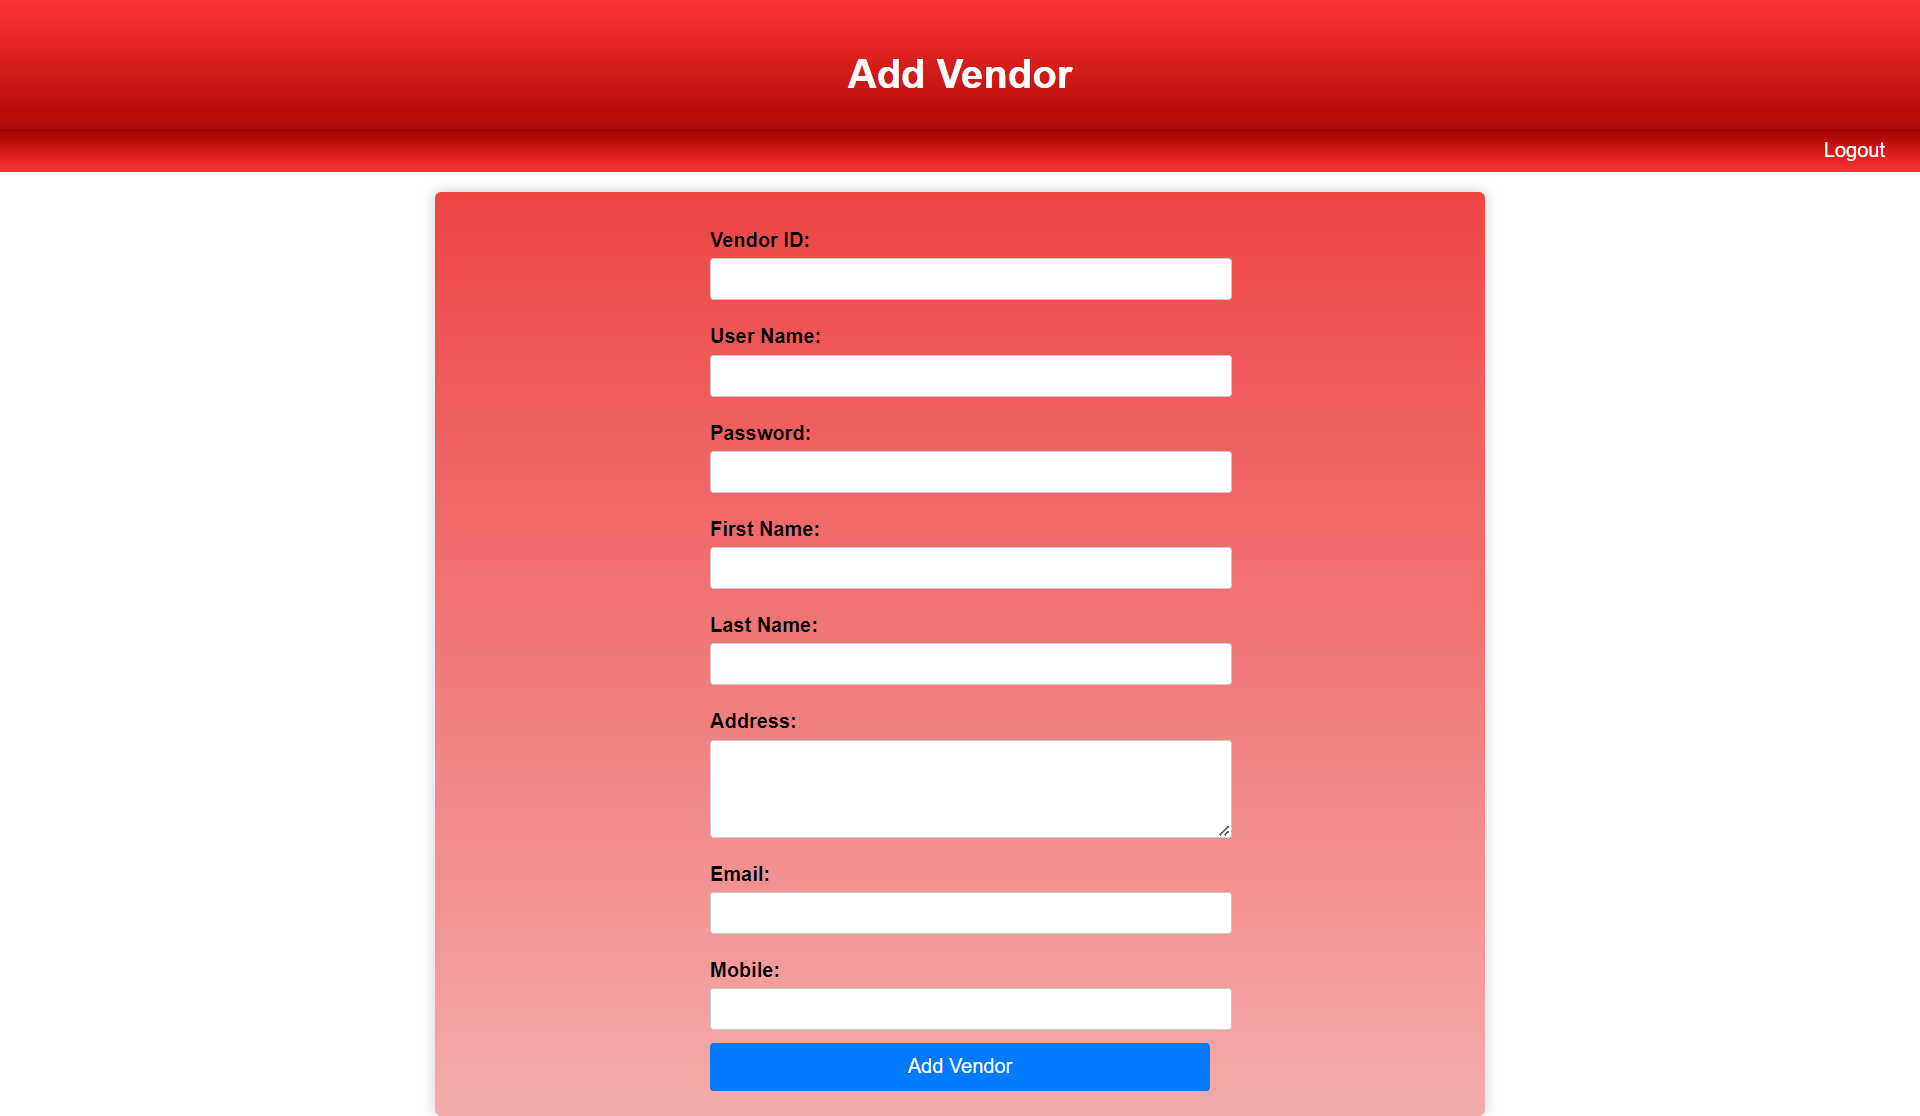 Add Vendor
Logout
Vendor ID:
User Name:
Password:
First Name:
Last Name:
Address:
Email:
Mobile:
Add Vendor